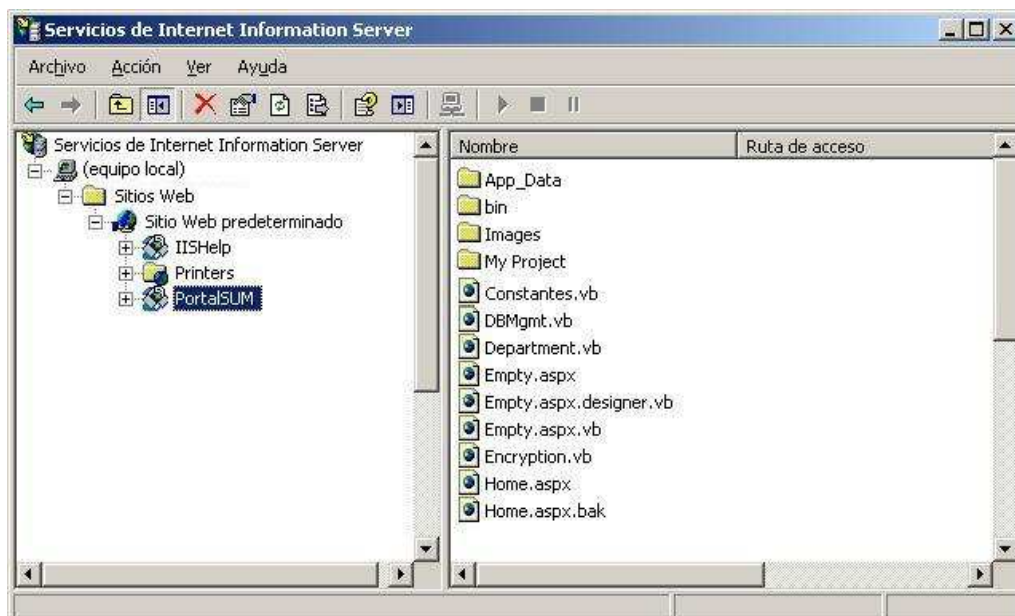 Servicios de Internet Information Server
Archivo Acción Ver Ayuda
Servicios de Internet Information Server
(equipo local)
Sitios Web
Sitio Web predeterminado
IISHelp
Printers
PortalSUM
Nombre Ruta de acceso
App_Data
bin
Images
My Project
Constantes.vb
DBMgmt.vb
Department.vb
Empty.aspx
Empty.aspx.designer.vb
Empty.aspx.vb
Encryption.vb
Home.aspx
Home.aspx.bak